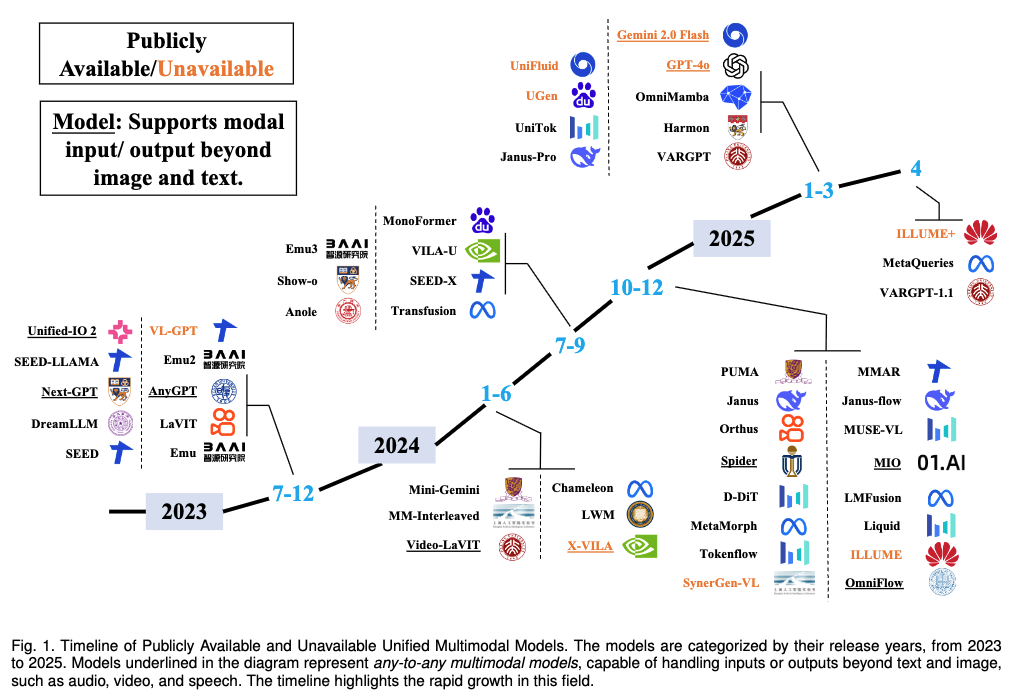 Publicly
Available/Unavailable
Model: Supports modal
input/ output beyond
image and text.
Gemini 2.0 Flash
UniFluid
GPT-4o
UGen
du
OmniMamba
UniTok
Harmon
Janus-Pro
VARGPT
4
1-3
ILLUME+
MetaQueries
VARGPT-1.1
2025
MonoFormer
du
Emu3
BAAI
智源研究院
VILA-U
Show-o
SEED-X
Anole
Transfusion
10-12
7-9
Unified-IO 2
VL-GPT
SEED-LLAMA
Emu2
BAAI
智源研究院
Next-GPT
AnyGPT
DreamLLM
LaVIT
SEED
Emu
BAAI
智源研究院
1-6
2024
7-12
2023
Mini-Gemini
Chameleon
MM-Interleaved
LWM
Video-LaVIT
X-VILA
PUMA
MMAR
Janus
Janus-flow
Orthus
MUSE-VL
Spider
MIO
01.AI
D-DiT
LMFusion
MetaMorph
Liquid
Tokenflow
ILLUME
SynerGen-VL
OmniFlow
Fig. 1. Timeline of Publicly Available and Unavailable Unified Multimodal Models. The models are categorized by their release years, from 2023
to 2025. Models underlined in the diagram represent any-to-any multimodal models, capable of handling inputs or outputs beyond text and image,
such as audio, video, and speech. The timeline highlights the rapid growth in this field.